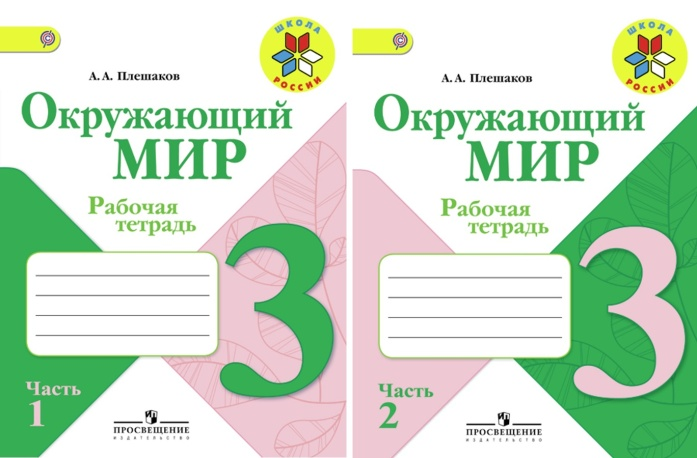 ШКОЛА
РОССИИ
А. А. Плешаков
Окружающий
МИР
Рабочая
тетрадь
3
Часть
1
ПРОСВЕЩЕНИЕ
ИЗДАТЕЛЬСТВО
ШКОЛА
РОССИИ
А. А. Плешаков
Окружающий
МИР
Рабочая
тетрадь
3
Часть
2
ПРОСВЕЩЕНИЕ
ИЗДАТЕЛЬСТВО